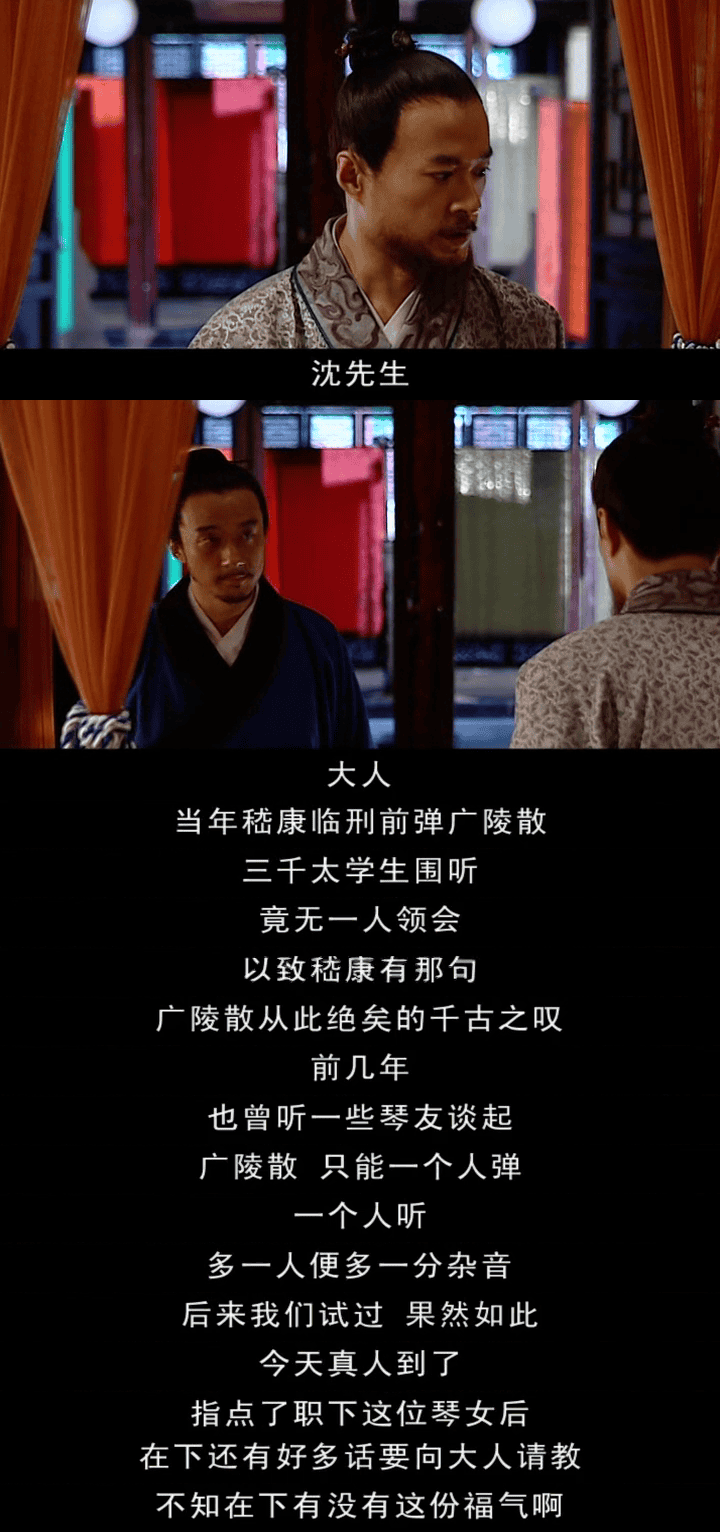 沈先生
大人
当年嵇康临刑前弹广陵散
三千太学生围听
竟无一人领会
以致嵇康有那句
广陵散从此绝矣的千古之叹
前几年
也曾听一些琴友谈起
广陵散 只能一个人弹
一个人听
多一人便多一分杂音
后来我们试过 果然如此
今天真人到了
指点了职下这位琴女后
在下还有好多话要向大人请教
不知在下有没有这份福气啊